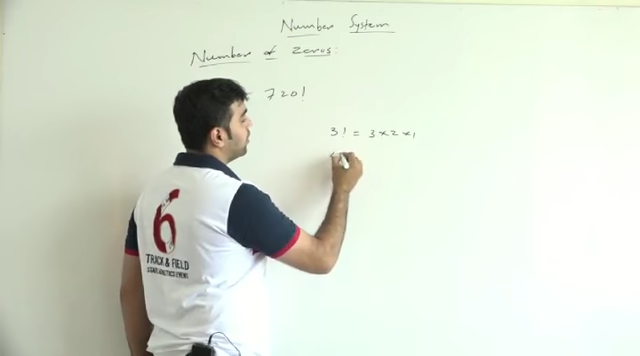 Number System
Number of Zeros:
720!
3! = 3×2×1
6
TRACK & FIELD